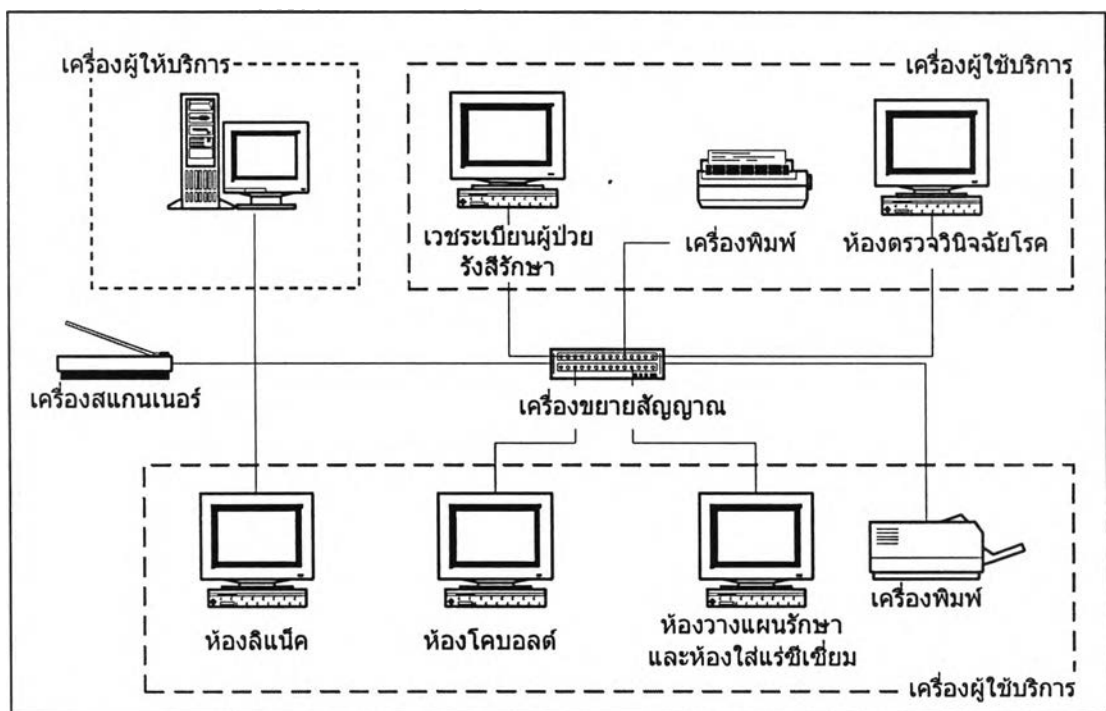 เครื่องผู้ให้บริการ
เครื่องผู้ใช้บริการ
เวชระเบียนผู้ป่วย
รังสีรักษา
เครื่องพิมพ์
ห้องตรวจวินิจฉัยโรค
เครื่องสแกนเนอร์
เครื่องขยายสัญญาณ
ห้องลิแน็ค
ห้องโคบอลต์
ห้องวางแผนรักษา
และห้องใส่แร่ซีเซี่ยม
เครื่องพิมพ์
เครื่องผู้ใช้บริการ